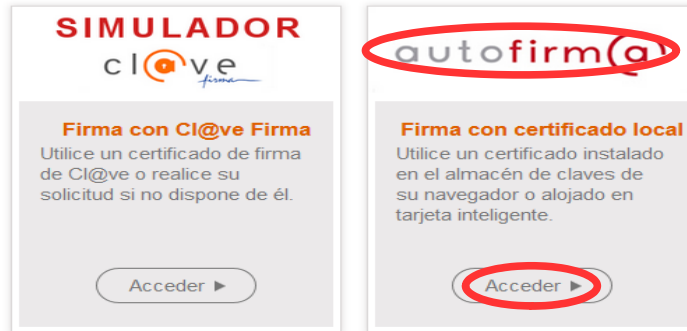 SIMULADOR
cl@ve
firma
Firma con Cl@ve Firma
Utilice un certificado de firma
de Cl@ve o realice su
solicitud si no dispone de él.
Acceder ►
autofirm@
Firma con certificado local
Utilice un certificado instalado
en el almacén de claves de
su navegador o alojado en
tarjeta inteligente.
Acceder ►